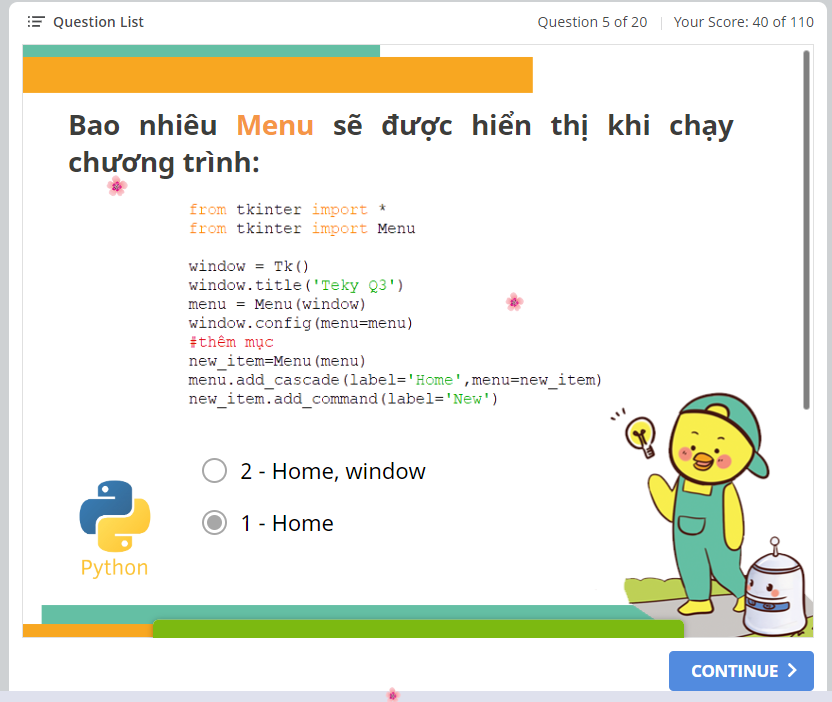 Question List
Question 5 of 20 | Your Score: 40 of 110
Bao nhiêu Menu sẽ được hiển thị khi chạy
chương trình:
from tkinter import *
from tkinter import Menu
window = Tk()
window.title('Teky Q3')
menu = Menu(window)
window.config(menu=menu)
#thêm mục
new_item=Menu(menu)
menu.add_cascade(label='Home',menu=new_item)
new_item.add_command(label='New')
2 - Home, window
1 - Home
Python
CONTINUE